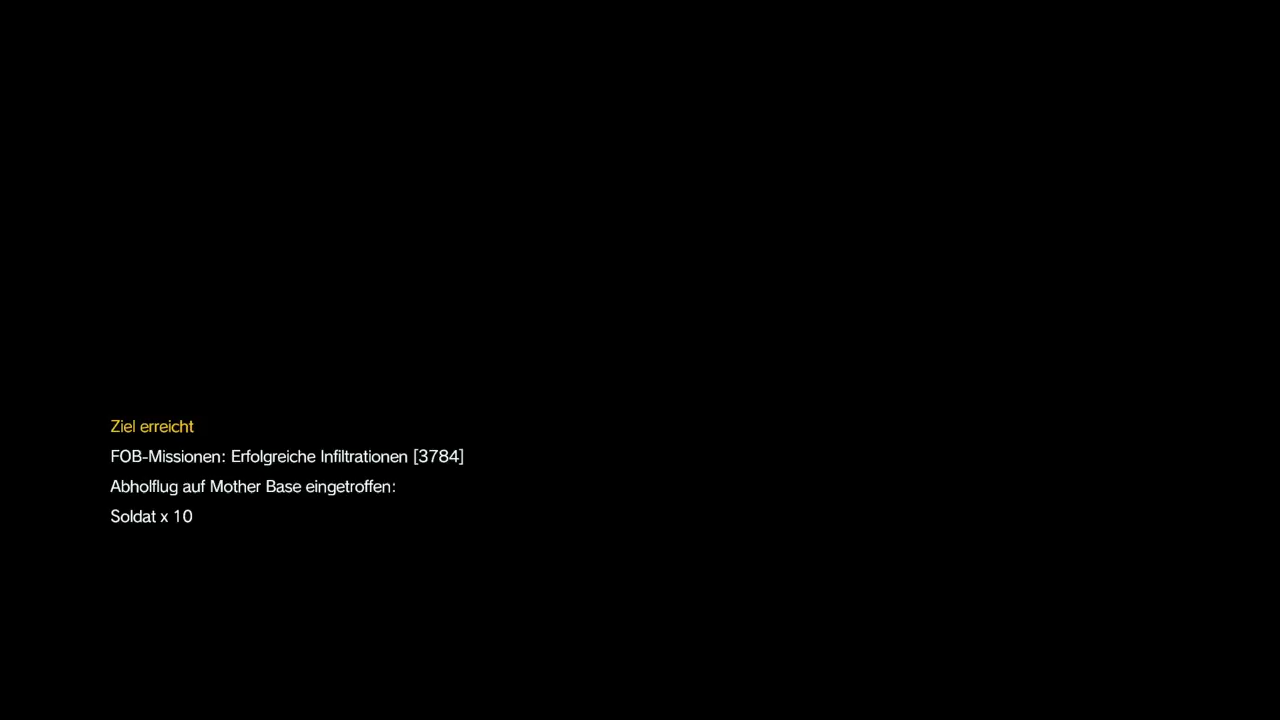 Ziel erreicht
FOB-Missionen: Erfolgreiche Infiltrationen [3784]
Abholflug auf Mother Base eingetroffen:
Soldat x 10